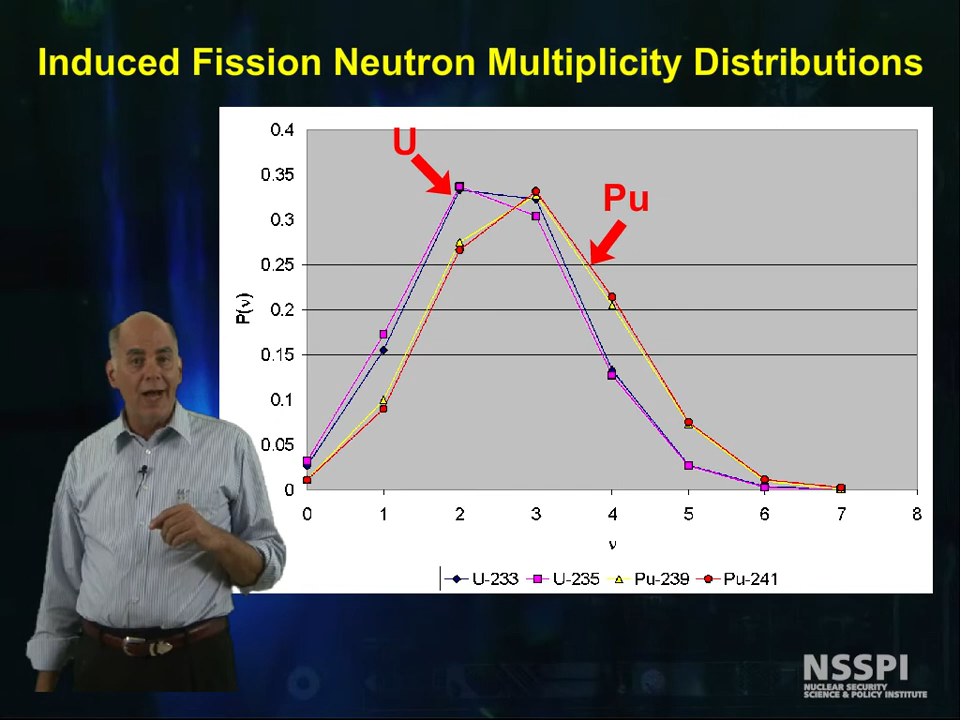 Induced Fission Neutron Multiplicity Distributions
U
Pu
0.4
0.35
0.3
0.25
0.2
0.15
0.1
0.05
0
P(ν)
0 1 2 3 4 5 6 7 8
ν
U-233 U-235 Pu-239 Pu-241
NSSPI
NUCLEAR SECURITY
SCIENCE & POLICY INSTITUTE